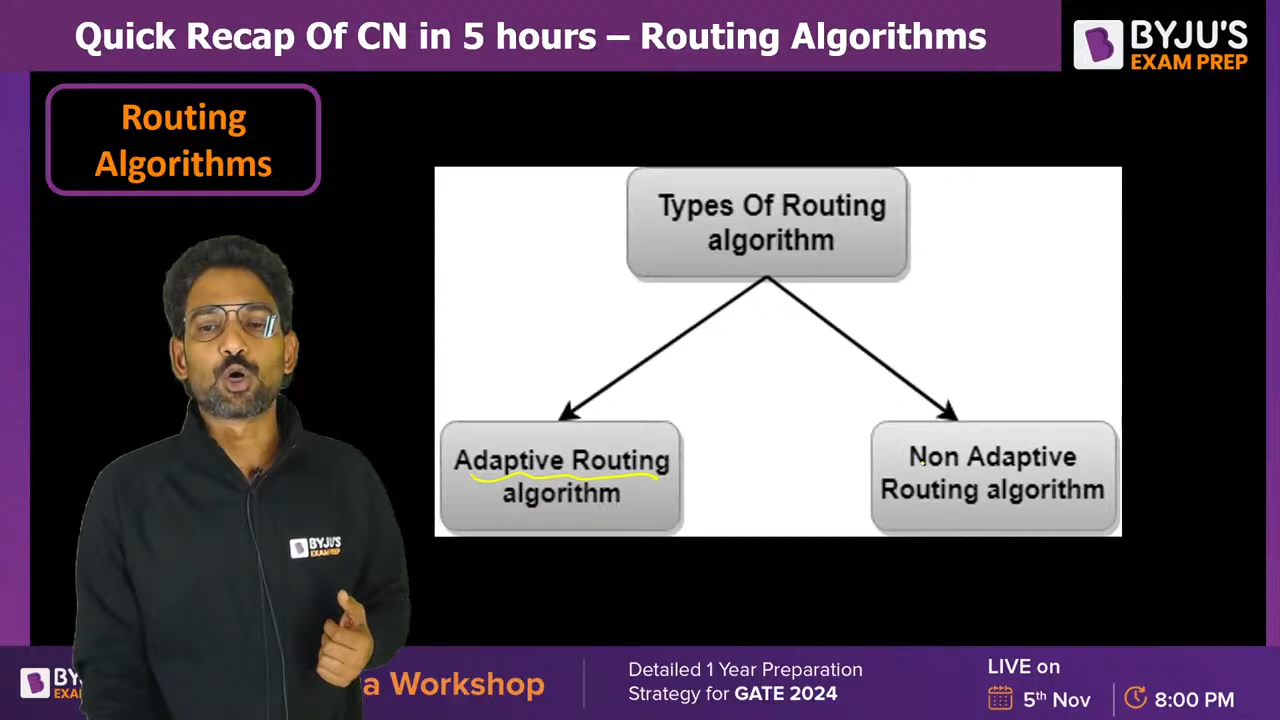 Quick Recap Of CN in 5 hours – Routing Algorithms
BYJU'S
EXAM PREP
Routing
Algorithms
Types Of Routing
algorithm
Adaptive Routing
algorithm
Non Adaptive
Routing algorithm
BYJU'S
EXAM PREP
a Workshop
Detailed 1 Year Preparation
Strategy for GATE 2024
LIVE on
5th Nov
8:00 PM